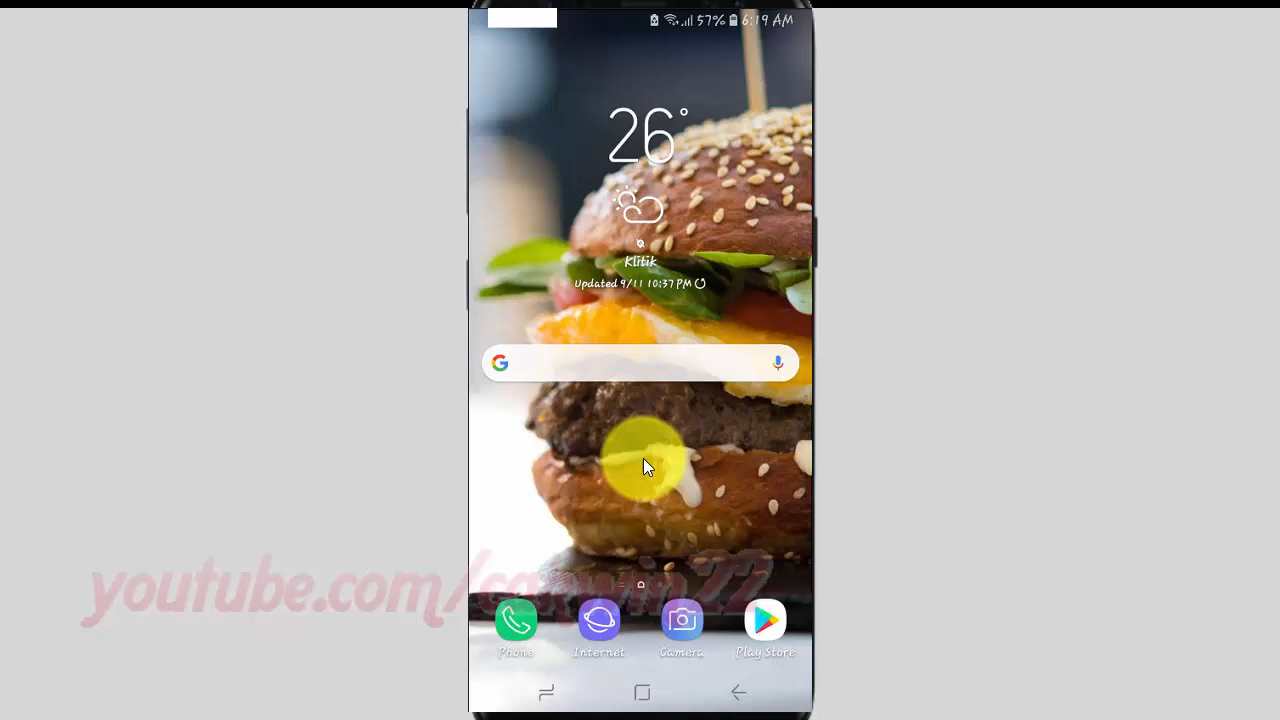 57% 6:19 AM
26°
Klitik
Updated 9/11 10:37 PM
youtube.com/
Phone
Internet
Camera
Play Store